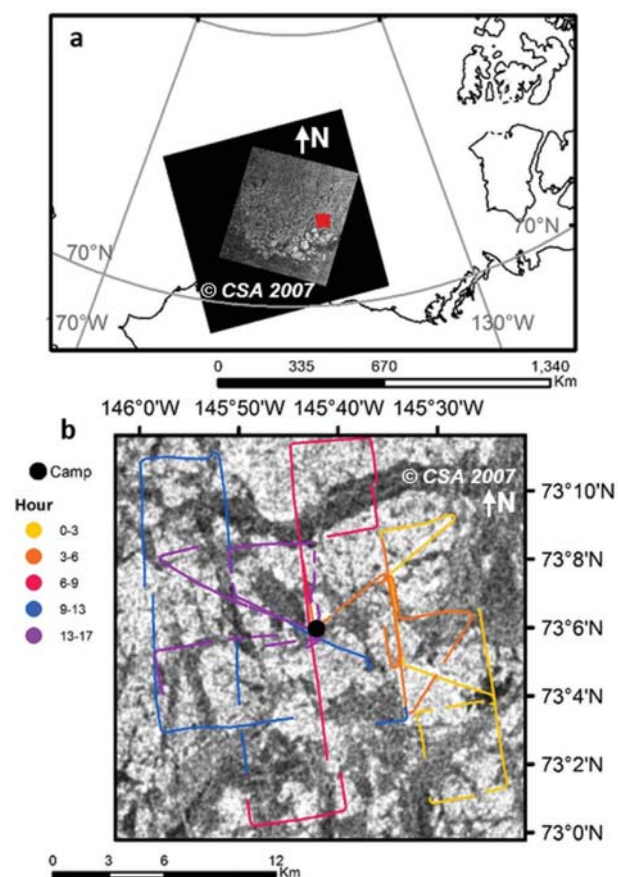 a
N
70°N
70°N
© CSA 2007
70°W
130°W
0 335 670 1,340
Km
146°0'W 145°50'W 145°40'W 145°30'W
b
Camp
© CSA 2007
N
Hour
0-3
3-6
6-9
9-13
13-17
73°10'N
73°8'N
73°6'N
73°4'N
73°2'N
73°0'N
0 3 6 12
Km